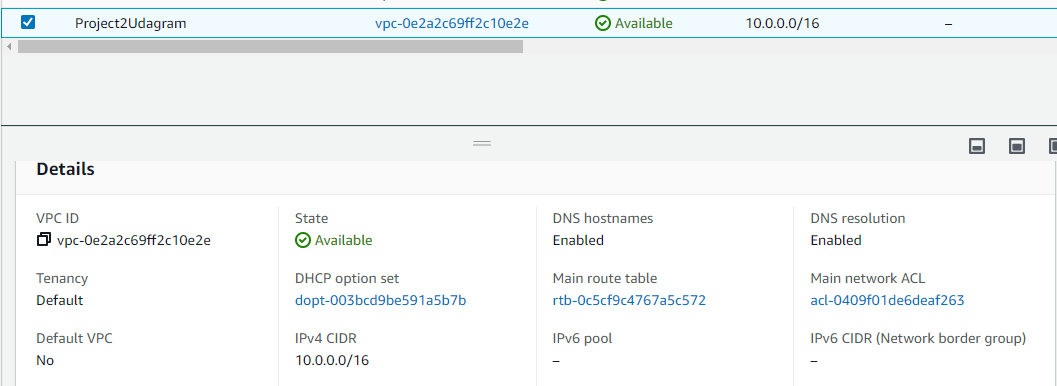 Project2Udagram vpc-0e2a2c69ff2c10e2e Available 10.0.0.0/16 –
Details
VPC ID State DNS hostnames DNS resolution
vpc-0e2a2c69ff2c10e2e Available Enabled Enabled
Tenancy DHCP option set Main route table Main network ACL
Default dopt-003bcd9be591a5b7b rtb-0c5cf9c4767a5c572 acl-0409f01de6deaf263
Default VPC IPv4 CIDR IPv6 pool IPv6 CIDR (Network border group)
No 10.0.0.0/16 – –